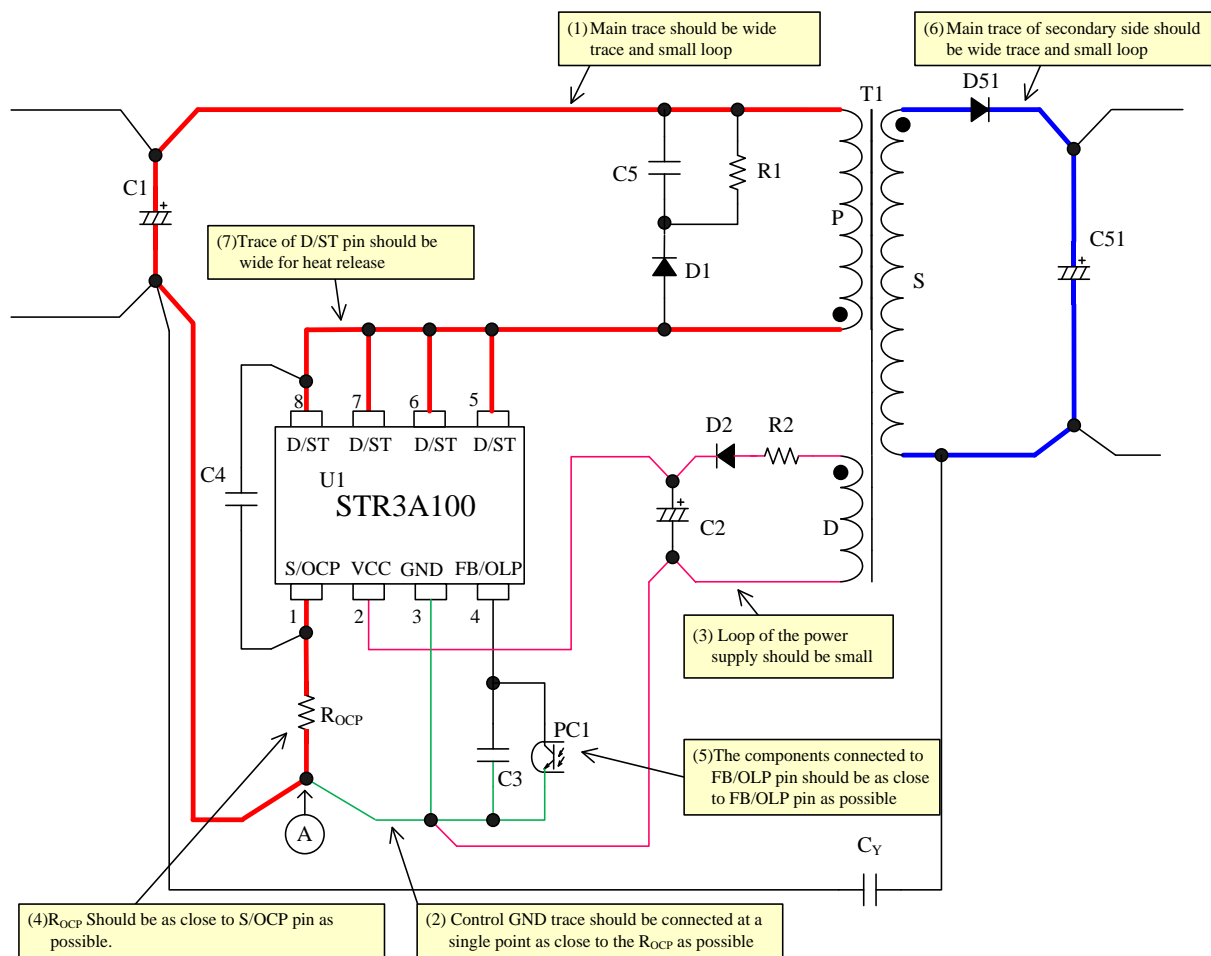 (1) Main trace should be wide
trace and small loop
(6) Main trace of secondary side should
be wide trace and small loop
D51
T1
C1
C5
R1
P
S
C51
(7)Trace of D/ST pin should be
wide for heat release
D1
8
7
6
5
D/ST
D/ST
D/ST
D/ST
D2
R2
C4
U1
STR3A100
C2
D
S/OCP
VCC
GND
FB/OLP
1
2
3
4
(3) Loop of the power
supply should be small
ROCP
PC1
C3
(5)The components connected to
FB/OLP pin should be as close
to FB/OLP pin as possible
A
CY
(4)ROCP Should be as close to S/OCP pin as
possible.
(2) Control GND trace should be connected at a
single point as close to the ROCP as possible